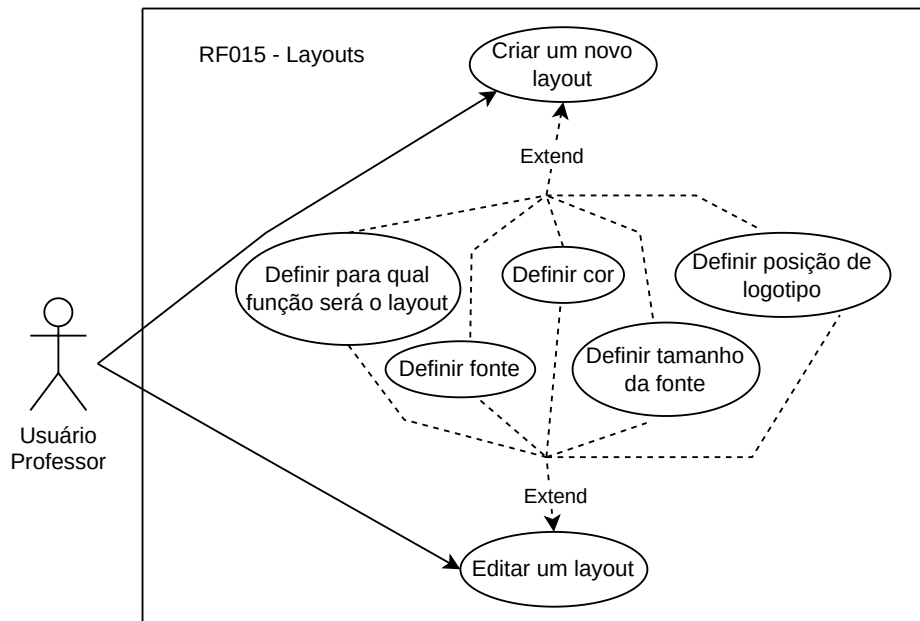 RF015 - Layouts
Criar um novo
layout
Extend
Definir para qual
função será o layout
Definir cor
Definir posição de
logotipo
Definir fonte
Definir tamanho
da fonte
Usuário
Professor
Extend
Editar um layout